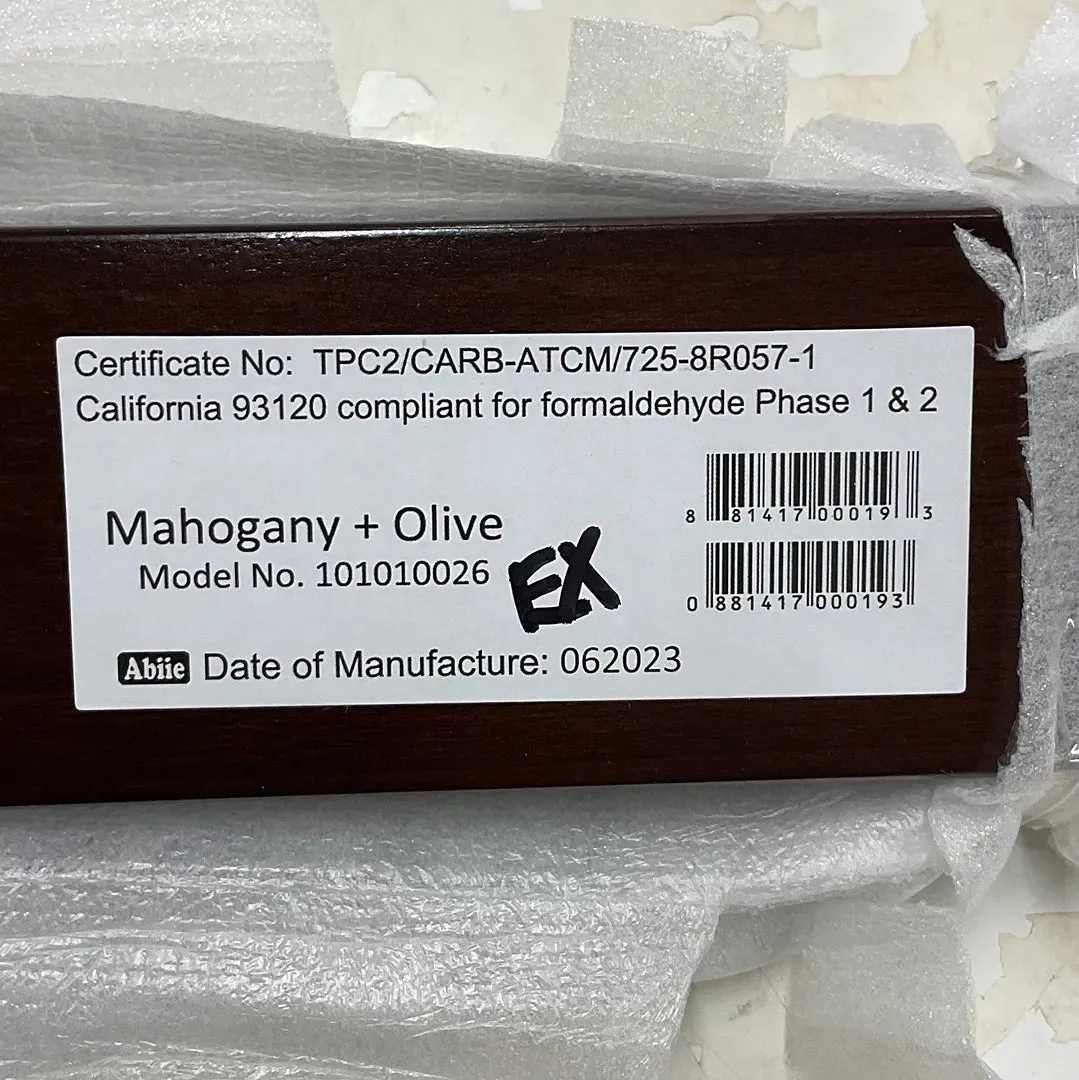 Certificate No: TPC2/CARB-ATCM/725-8R057-1
California 93120 compliant for formaldehyde Phase 1 & 2
8 81417 00019 3
Mahogany + Olive
EX
Model No. 101010026
0 881417 000193
Abiie Date of Manufacture: 062023